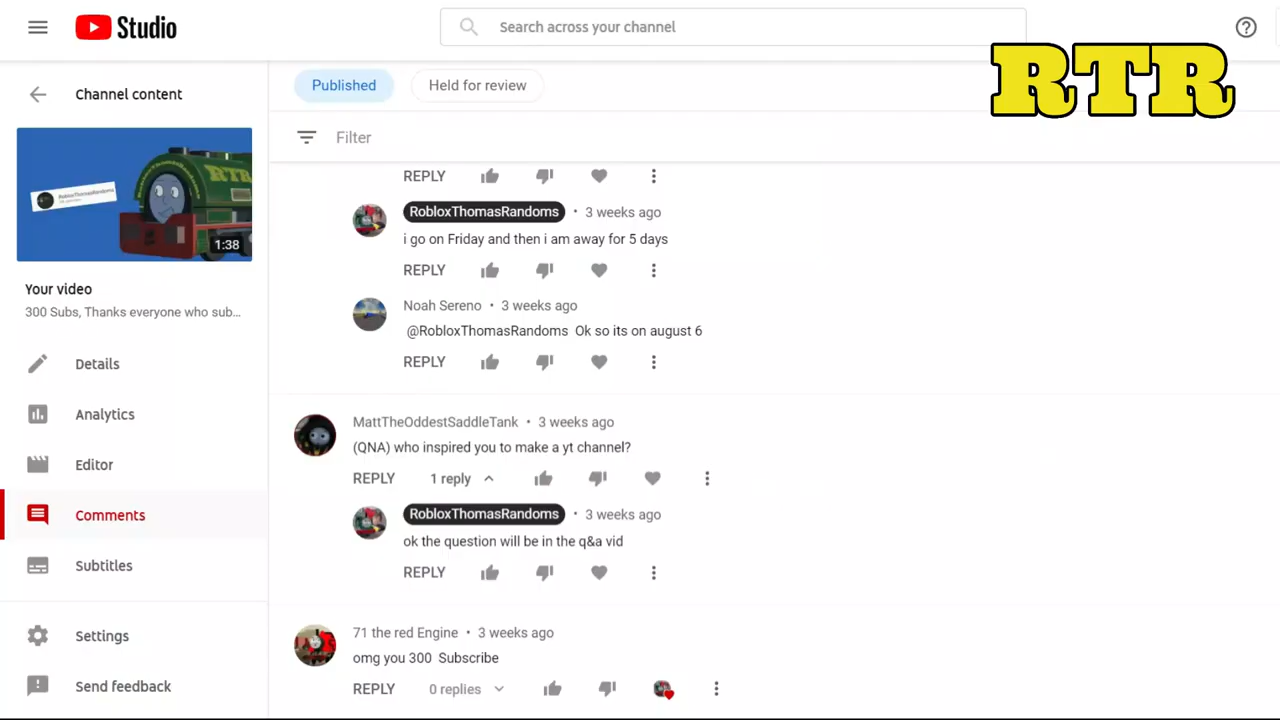 Studio
Search across your channel
RTR
Channel content
RTR
RobloxThomasRandoms
1:38
Your video
300 Subs, Thanks everyone who sub...
Details
Analytics
Editor
Comments
Subtitles
Settings
Send feedback
Published
Held for review
Filter
REPLY
RobloxThomasRandoms • 3 weeks ago
i go on Friday and then i am away for 5 days
REPLY
Noah Sereno • 3 weeks ago
@RobloxThomasRandoms Ok so its on august 6
REPLY
MattTheOddestSaddleTank • 3 weeks ago
(QNA) who inspired you to make a yt channel?
REPLY 1 reply
RobloxThomasRandoms • 3 weeks ago
ok the question will be in the q&a vid
REPLY
71 the red Engine • 3 weeks ago
omg you 300 Subscribe
REPLY 0 replies